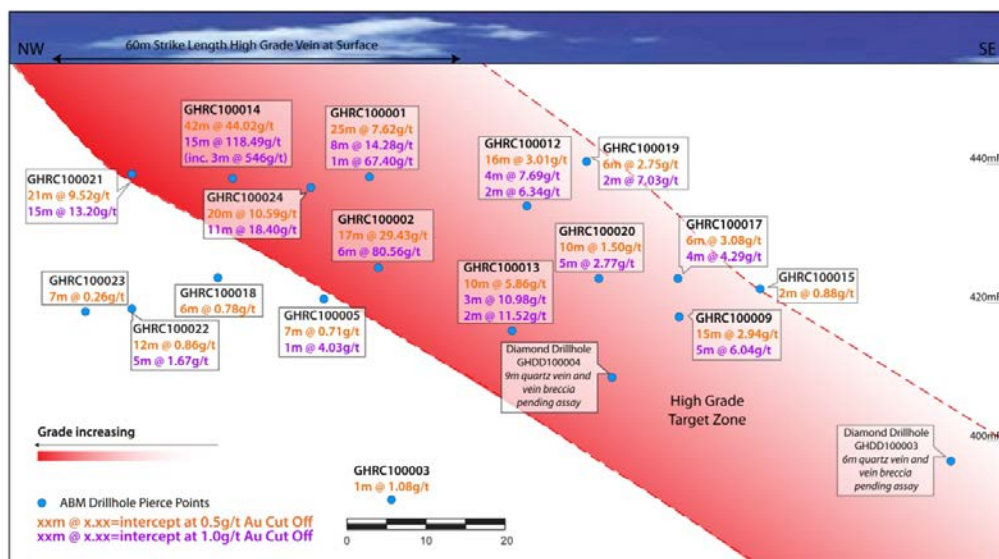 NW
60m Strike Length High Grade Vein at Surface
SE
GHRC100014
42m @ 44.02g/t
15m @ 118.49g/t
(inc. 3m @ 546g/t)
GHRC100001
25m @ 7.62g/t
8m @ 14.28g/t
1m @ 67.40g/t
GHRC100012
16m @ 3.01g/t
4m @ 7.69g/t
2m @ 6.34g/t
GHRC100019
6m @ 2.75g/t
2m @ 7.03g/t
440mR
GHRC100021
21m @ 9.52g/t
15m @ 13.20g/t
GHRC100024
20m @ 10.59g/t
11m @ 18.40g/t
GHRC100002
17m @ 29.43g/t
6m @ 80.56g/t
GHRC100020
10m @ 1.50g/t
5m @ 2.77g/t
GHRC100017
6m @ 3.08g/t
4m @ 4.29g/t
GHRC100023
7m @ 0.26g/t
GHRC100018
6m @ 0.78g/t
GHRC100013
10m @ 5.86g/t
3m @ 10.98g/t
2m @ 11.52g/t
GHRC100015
2m @ 0.88g/t
420mR
GHRC100022
12m @ 0.86g/t
5m @ 1.67g/t
GHRC100005
7m @ 0.71g/t
1m @ 4.03g/t
GHRC100009
15m @ 2.94g/t
5m @ 6.04g/t
Diamond Drillhole
GHDD100004
9m quartz vein and
vein breccia
pending assay
High Grade
Target Zone
400mR
Diamond Drillhole
GHDD100003
6m quartz vein and
vein breccia
pending assay
Grade increasing
GHRC100003
1m @ 1.08g/t
ABM Drillhole Pierce Points
xxm @ x.xx=intercept at 0.5g/t Au Cut Off
xxm @ x.xx=intercept at 1.0g/t Au Cut Off
0 10 20